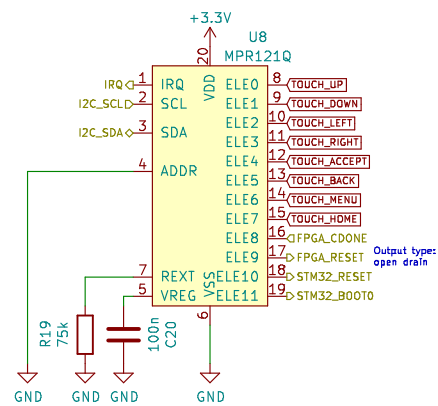 +3.3V
U8
MPR121Q
20
VDD
IRQ 1 IRQ
I2C_SCL 2 SCL
I2C_SDA 3 SDA
4 ADDR
7 REXT
5 VREG
ELE0 8 TOUCH_UP
ELE1 9 TOUCH_DOWN
ELE2 10 TOUCH_LEFT
ELE3 11 TOUCH_RIGHT
ELE4 12 TOUCH_ACCEPT
ELE5 13 TOUCH_BACK
ELE6 14 TOUCH_MENU
ELE7 15 TOUCH_HOME
ELE8 16 FPGA_CDONE
ELE9 17 FPGA_RESET
ELE10 18 STM32_RESET
ELE11 19 STM32_BOOT0
Output type:
open drain
VSS
6
R19
75k
100n
C20
GND
GND
GND
GND